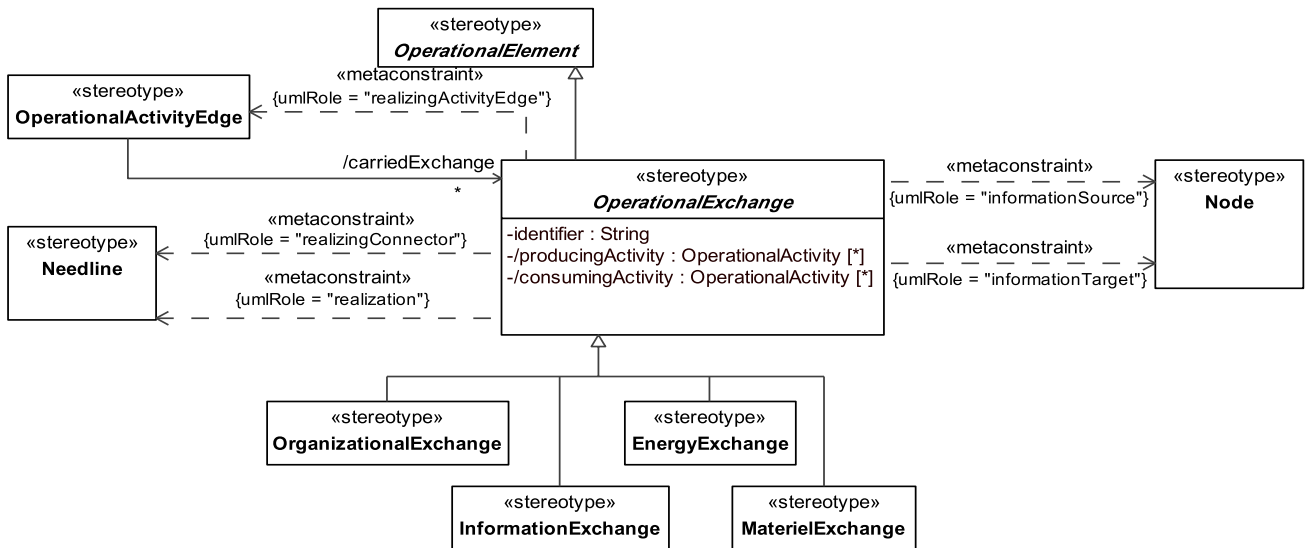 «stereotype»
OperationalElement
«metaconstraint»
{umlRole = "realizingActivityEdge"}
«stereotype»
OperationalActivityEdge
/carriedExchange
*
«stereotype»
OperationalExchange
-identifier : String
-/producingActivity : OperationalActivity [*]
-/consumingActivity : OperationalActivity [*]
«metaconstraint»
{umlRole = "informationSource"}
«metaconstraint»
{umlRole = "informationTarget"}
«stereotype»
Node
«metaconstraint»
{umlRole = "realizingConnector"}
«metaconstraint»
{umlRole = "realization"}
«stereotype»
Needline
«stereotype»
OrganizationalExchange
«stereotype»
EnergyExchange
«stereotype»
InformationExchange
«stereotype»
MaterielExchange